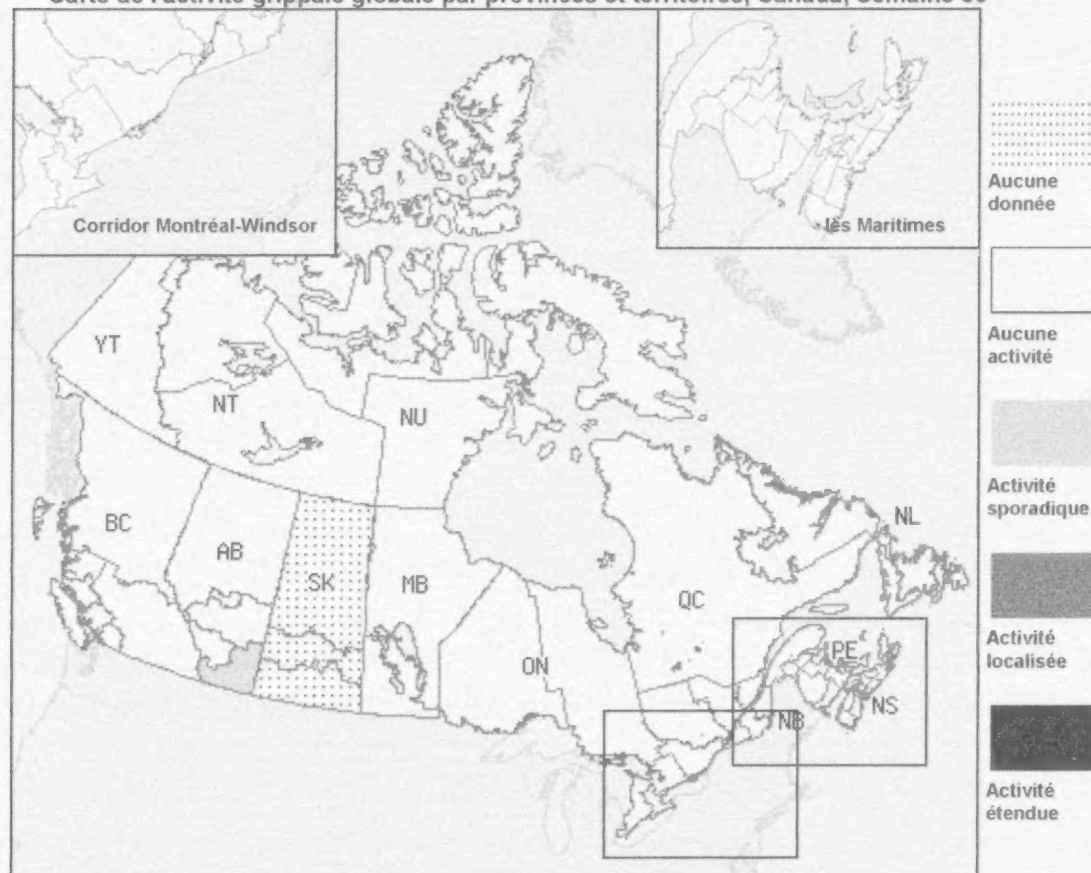 Corridor Montréal-Windsor
les Maritimes
Aucune
donnée
Aucune
activité
Activité
sporadique
Activité
localisée
Activité
étendue
YT
NT
NU
BC
AB
SK
MB
ON
QC
NL
PE
NS
NB